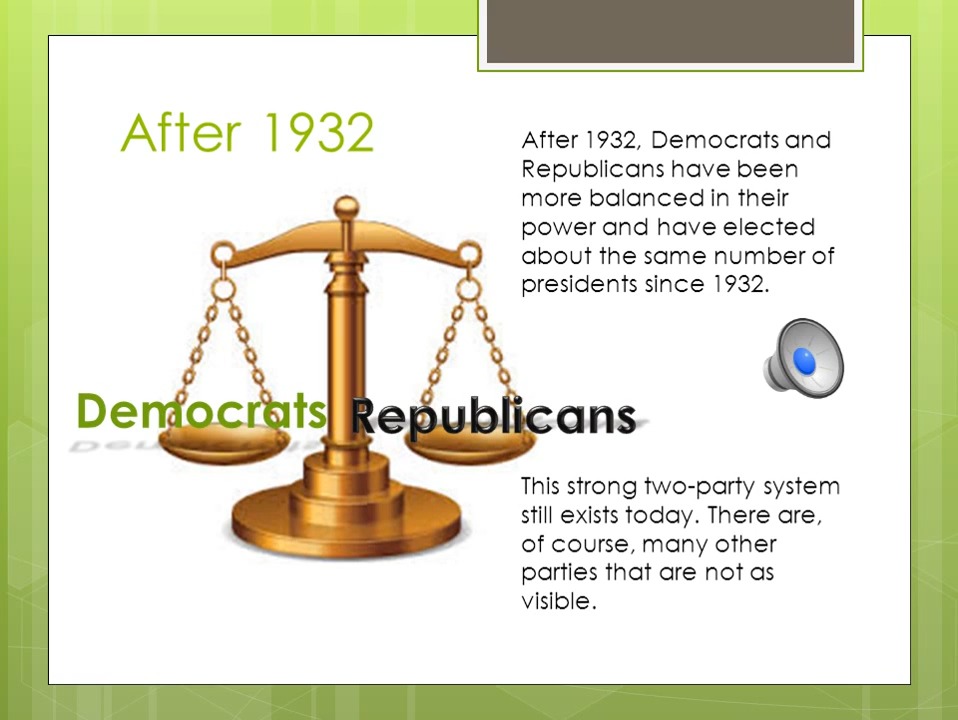 After 1932
After 1932, Democrats and
Republicans have been
more balanced in their
power and have elected
about the same number of
presidents since 1932.
Democrats
Republicans
This strong two-party system
still exists today. There are,
of course, many other
parties that are not as
visible.